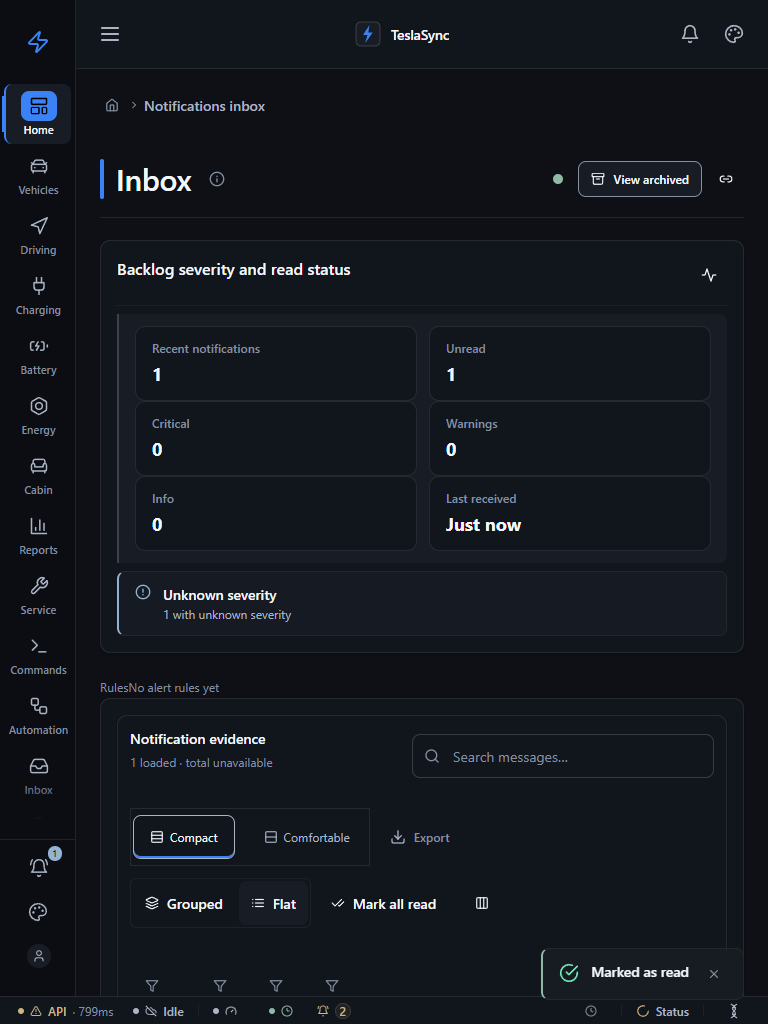 TeslaSync
Home
Vehicles
Driving
Charging
Battery
Energy
Cabin
Reports
Service
Commands
Automation
Inbox
1
Notifications inbox
Inbox
View archived
Backlog severity and read status
Recent notifications
1
Unread
1
Critical
0
Warnings
0
Info
0
Last received
Just now
Unknown severity
1 with unknown severity
RulesNo alert rules yet
Notification evidence
1 loaded · total unavailable
Search messages...
Compact
Comfortable
Export
Grouped
Flat
Mark all read
Marked as read
API · 799ms
Idle
2
Status